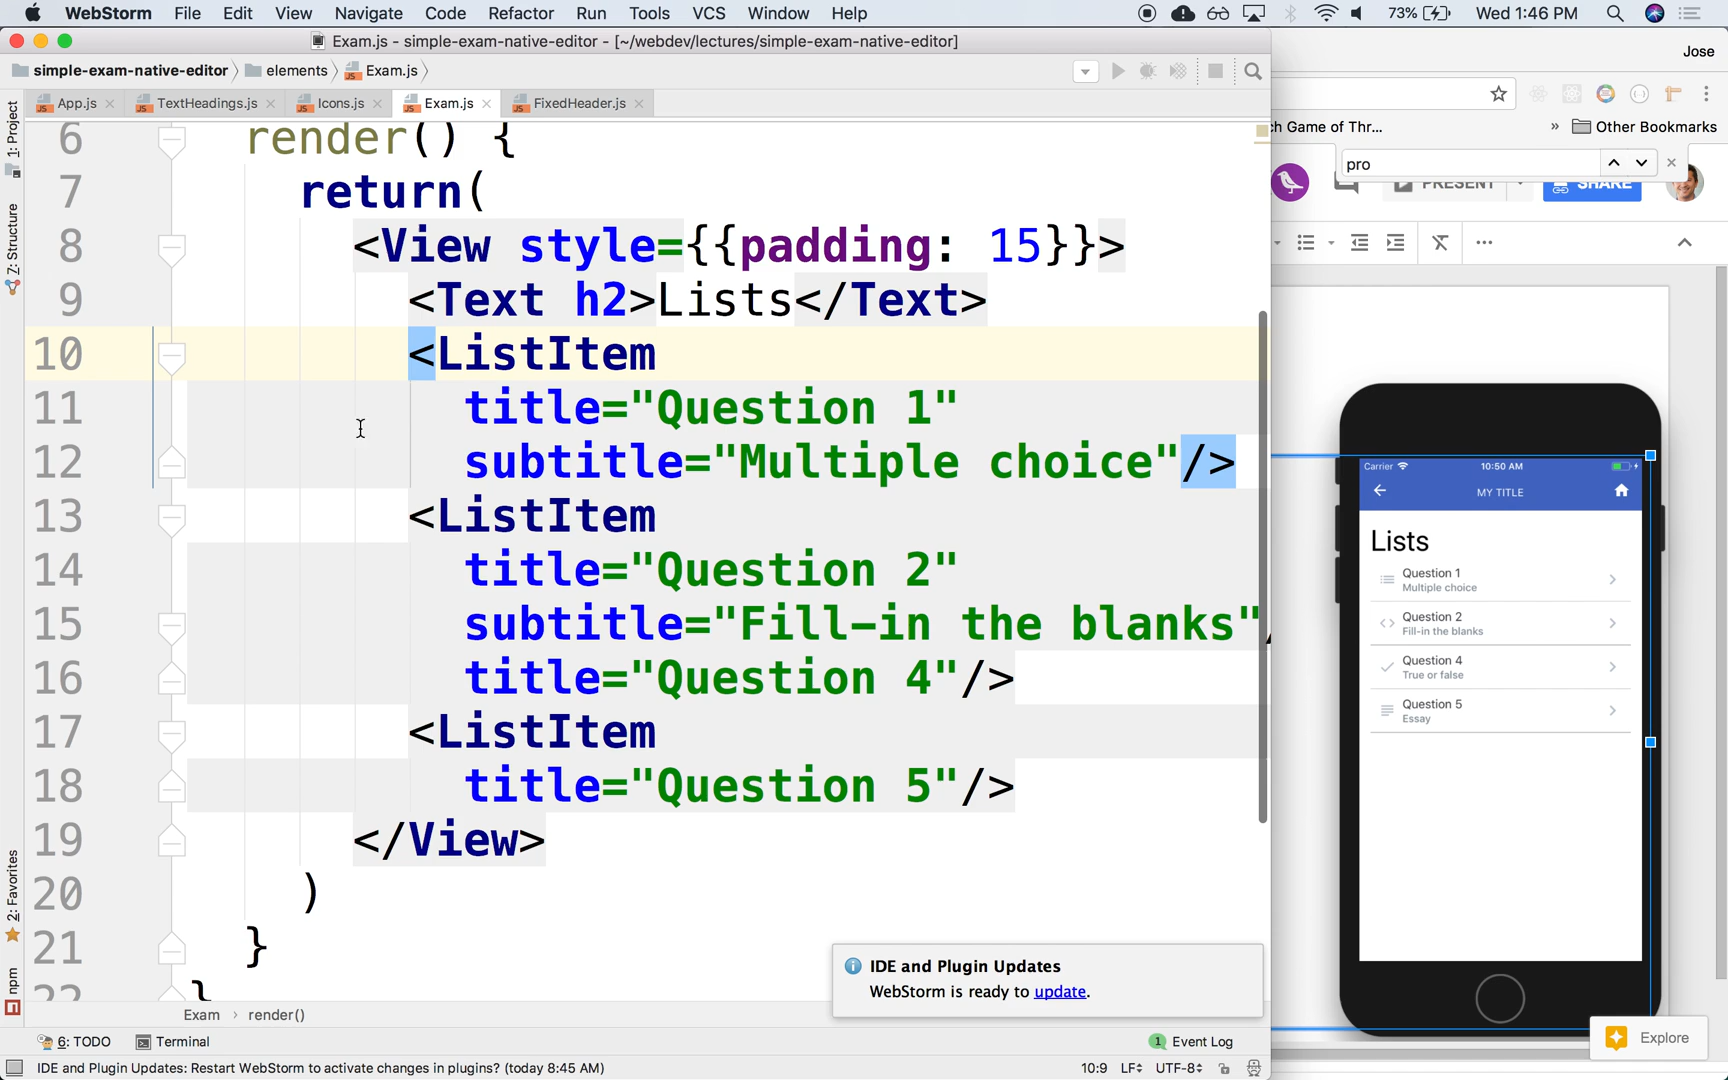 WebStorm File Edit View Navigate Code Refactor Run Tools VCS Window Help 73% Wed 1:46 PM
Exam.js - simple-exam-native-editor - [~/webdev/lectures/simple-exam-native-editor]
simple-exam-native-editor elements Exam.js
App.js TextHeadings.js Icons.js Exam.js FixedHeader.js
1: Project
7: Structure
2: Favorites
npm
6 render() {
7 return(
8 <View style={{padding: 15}}>
9 <Text h2>Lists</Text>
10 <ListItem
11 title="Question 1"
12 subtitle="Multiple choice"/>
13 <ListItem
14 title="Question 2"
15 subtitle="Fill-in the blanks"/
16 title="Question 4"/>
17 <ListItem
18 title="Question 5"/>
19 </View>
20 )
21 }
22 }
IDE and Plugin Updates
WebStorm is ready to update.
Exam render()
6: TODO Terminal 1 Event Log
IDE and Plugin Updates: Restart WebStorm to activate changes in plugins? (today 8:45 AM) 10:9 LF UTF-8
Jose
ch Game of Thr... » Other Bookmarks
pro
PRESENT SHARE
Carrier 10:50 AM
MY TITLE
Lists
Question 1
Multiple choice
Question 2
Fill-in the blanks
Question 4
True or false
Question 5
Essay
Explore